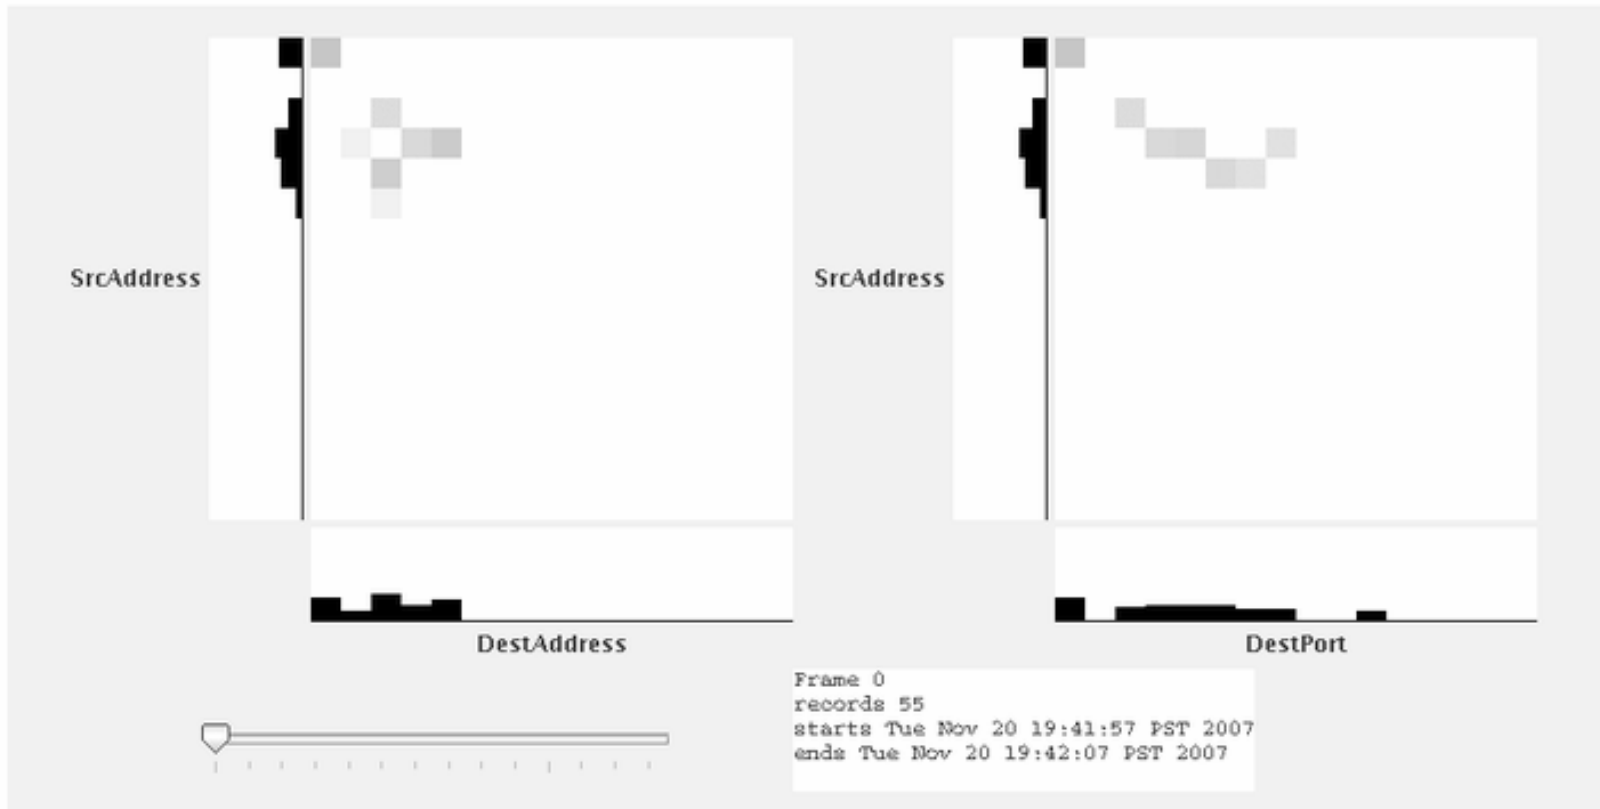 SrcAddress
SrcAddress
DestAddress
DestPort
Frame 0
records 55
starts Tue Nov 20 19:41:57 PST 2007
ends Tue Nov 20 19:42:07 PST 2007